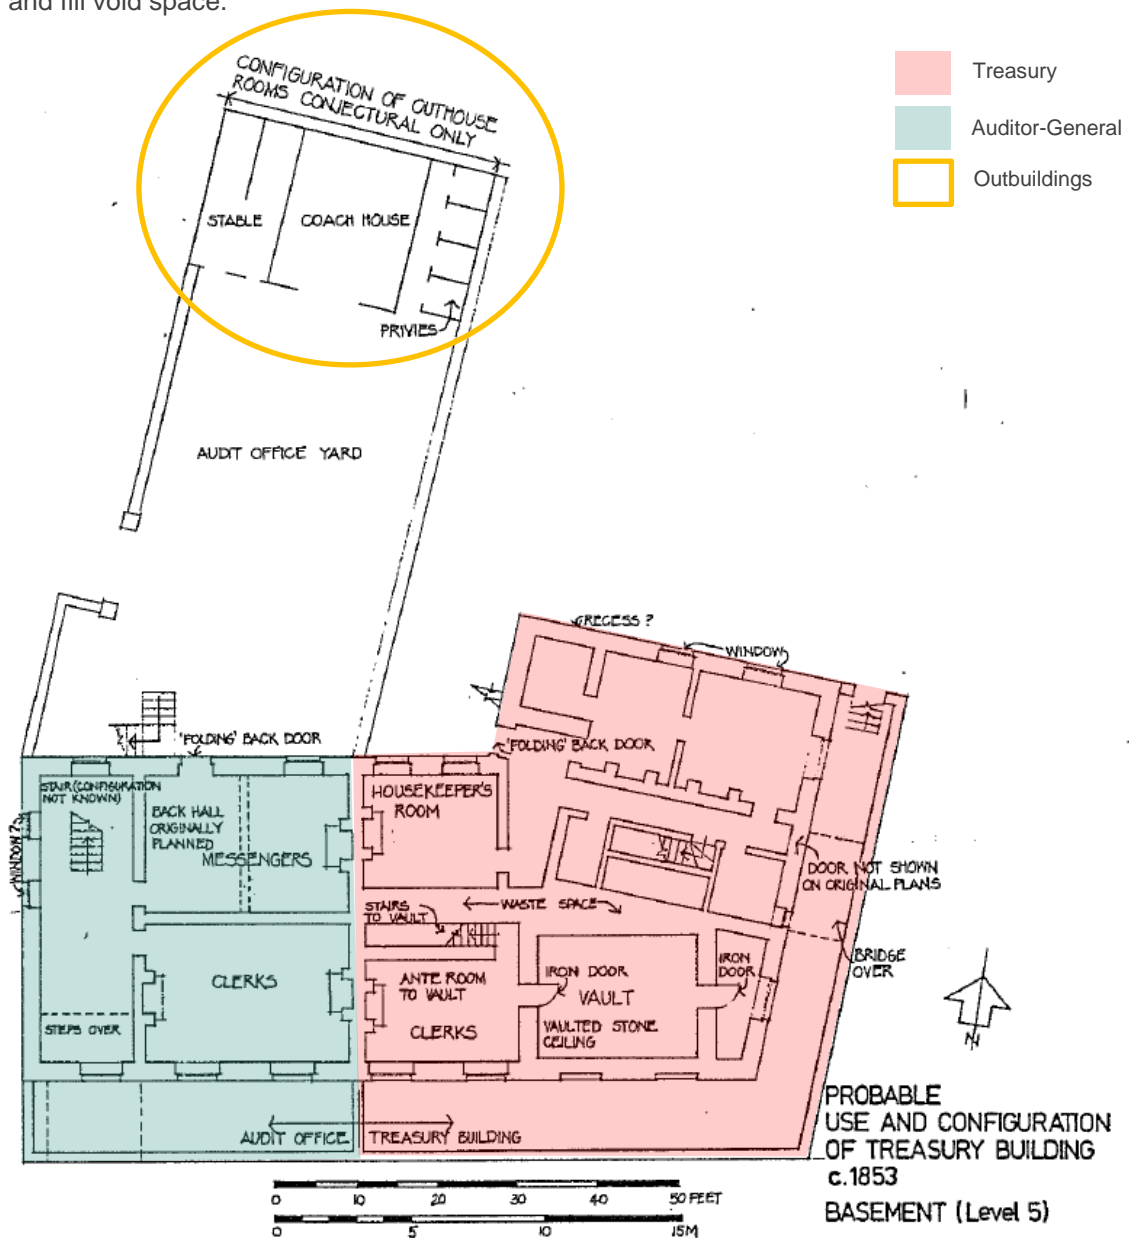 and fill void space.
CONFIGURATION OF OUTHOUSE
ROOMS CONJECTURAL ONLY
Treasury
Auditor-General
Outbuildings
STABLE
COACH HOUSE
PRIVIES
AUDIT OFFICE YARD
RECESS ?
WINDOW
'FOLDING' BACK DOOR
'FOLDING' BACK DOOR
STAIR (CONFIGURATION
NOT KNOWN)
BACK HALL
ORIGINALLY
PLANNED
MESSENGERS
HOUSEKEEPER'S
ROOM
WINDOW?
DOOR NOT SHOWN
ON ORIGINAL PLANS
STAIRS
TO VAULT
WASTE SPACE
BRIDGE
OVER
CLERKS
ANTE ROOM
TO VAULT
CLERKS
IRON DOOR
VAULT
VAULTED STONE
CEILING
IRON
DOOR
STEPS OVER
N
AUDIT OFFICE
TREASURY BUILDING
PROBABLE
USE AND CONFIGURATION
OF TREASURY BUILDING
c.1853
BASEMENT (Level 5)
0 10 20 30 40 50 FEET
0 5 10 15M